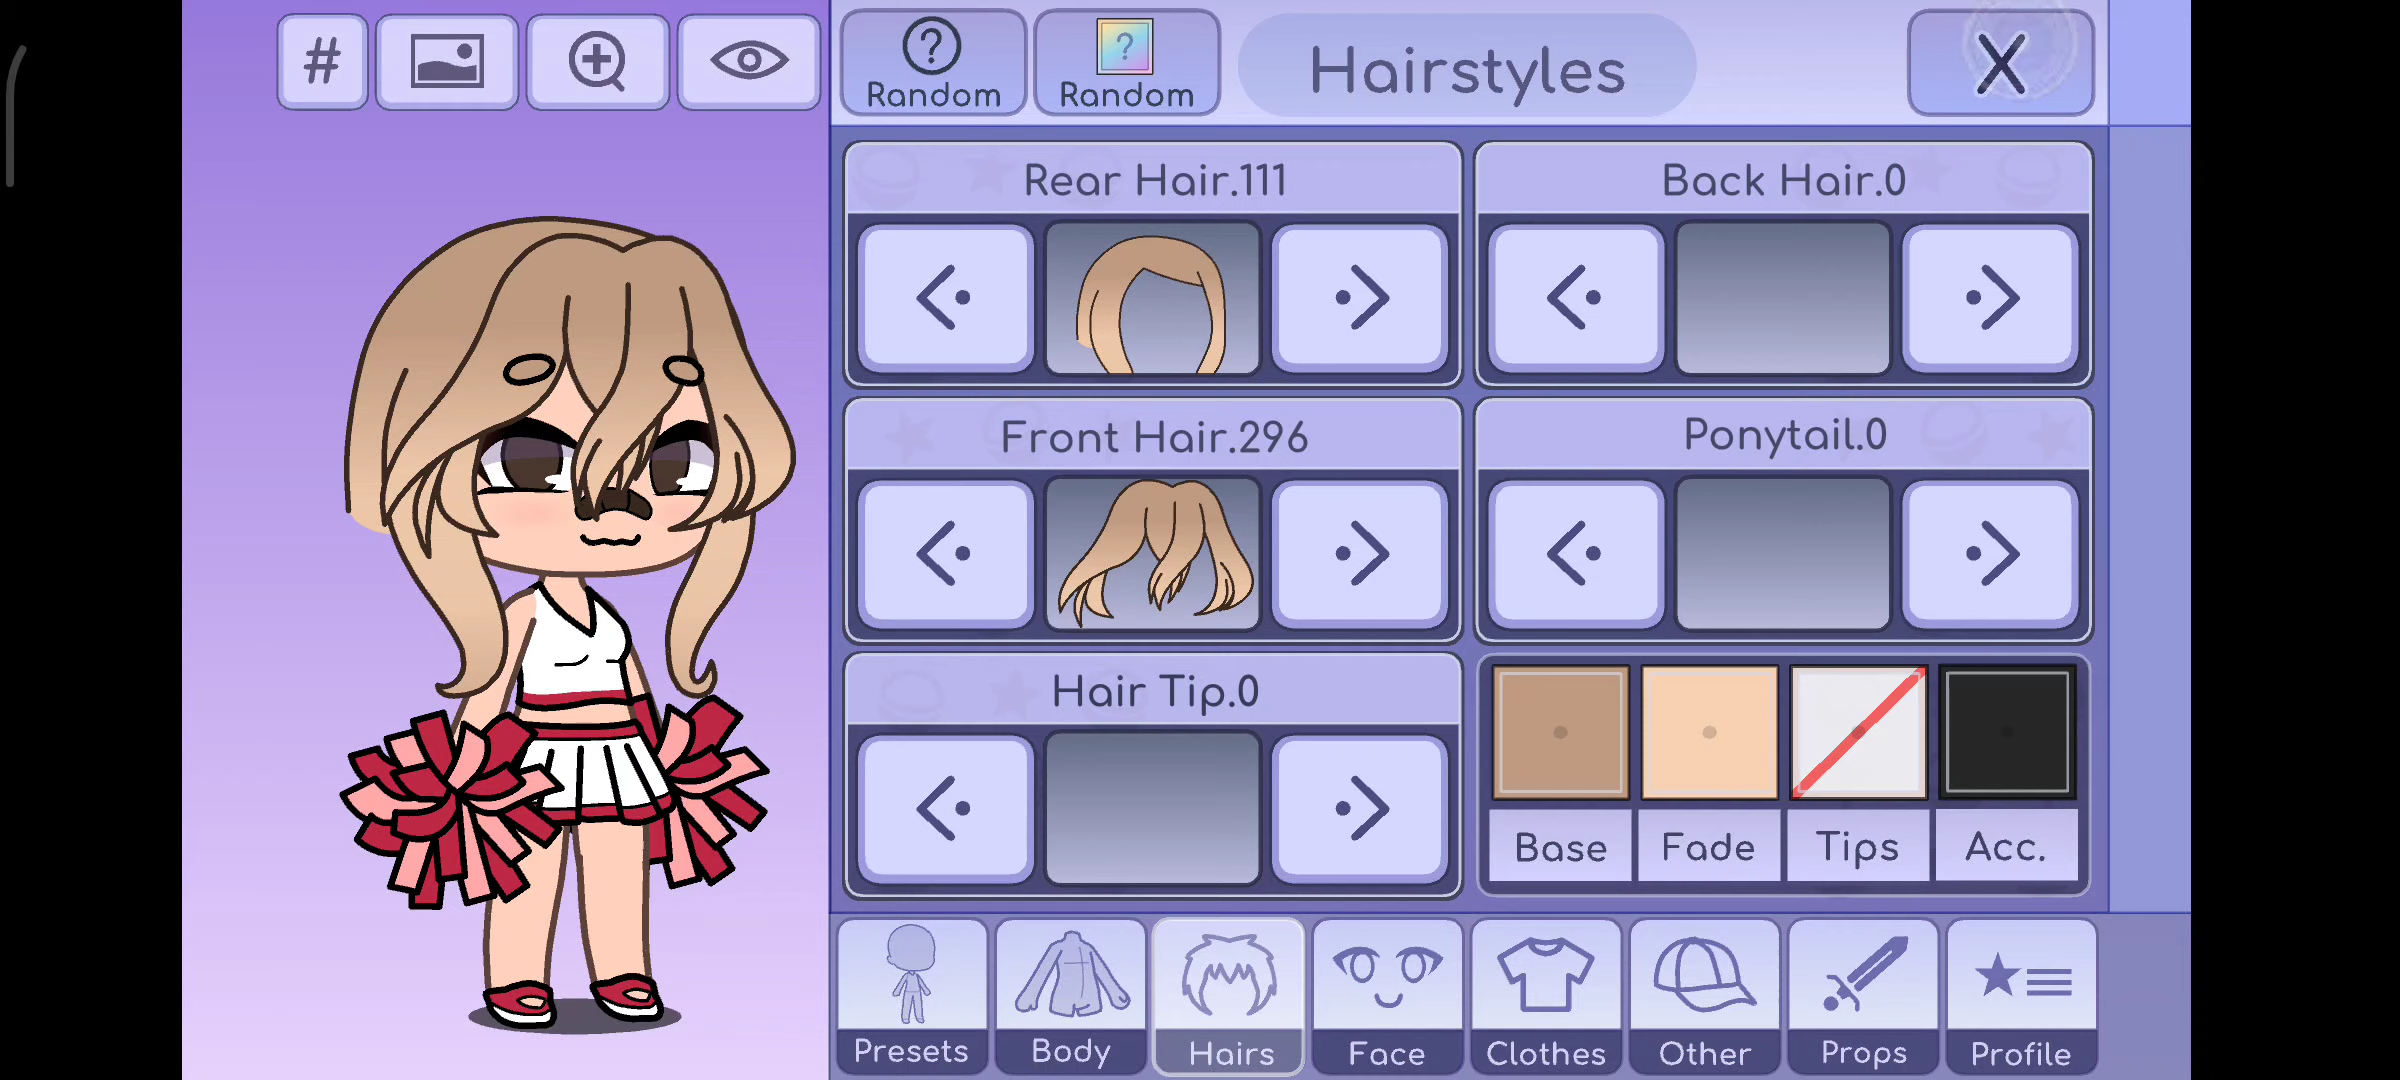 #
? Random
? Random
Hairstyles
X
Rear Hair.111
Back Hair.0
Front Hair.296
Ponytail.0
Hair Tip.0
Base
Fade
Tips
Acc.
Presets
Body
Hairs
Face
Clothes
Other
Props
Profile